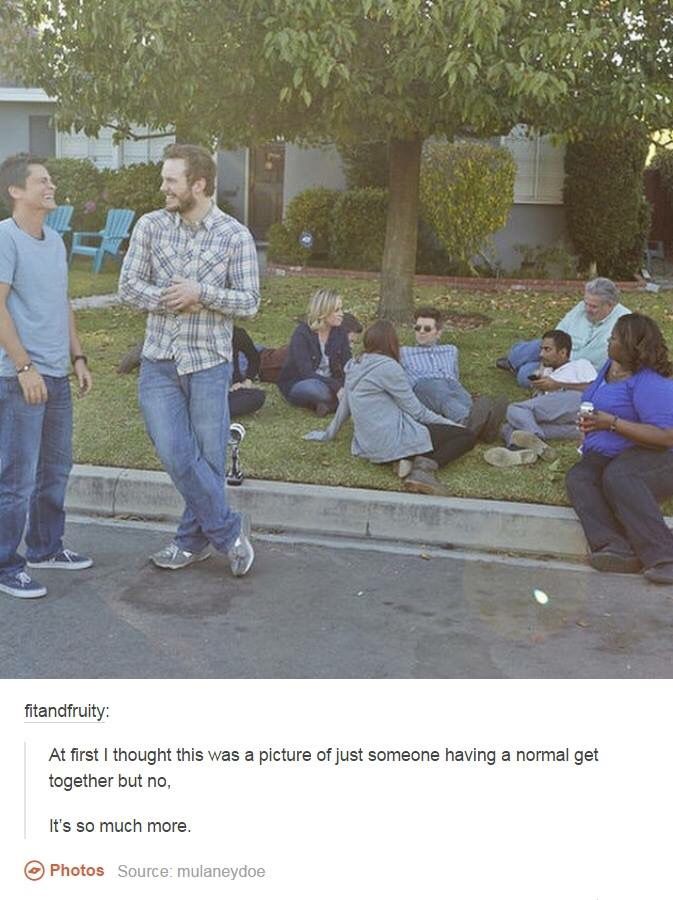 fitandfruity:
At first I thought this was a picture of just someone having a normal get
together but no,
It's so much more.
Photos Source: mulaneydoe